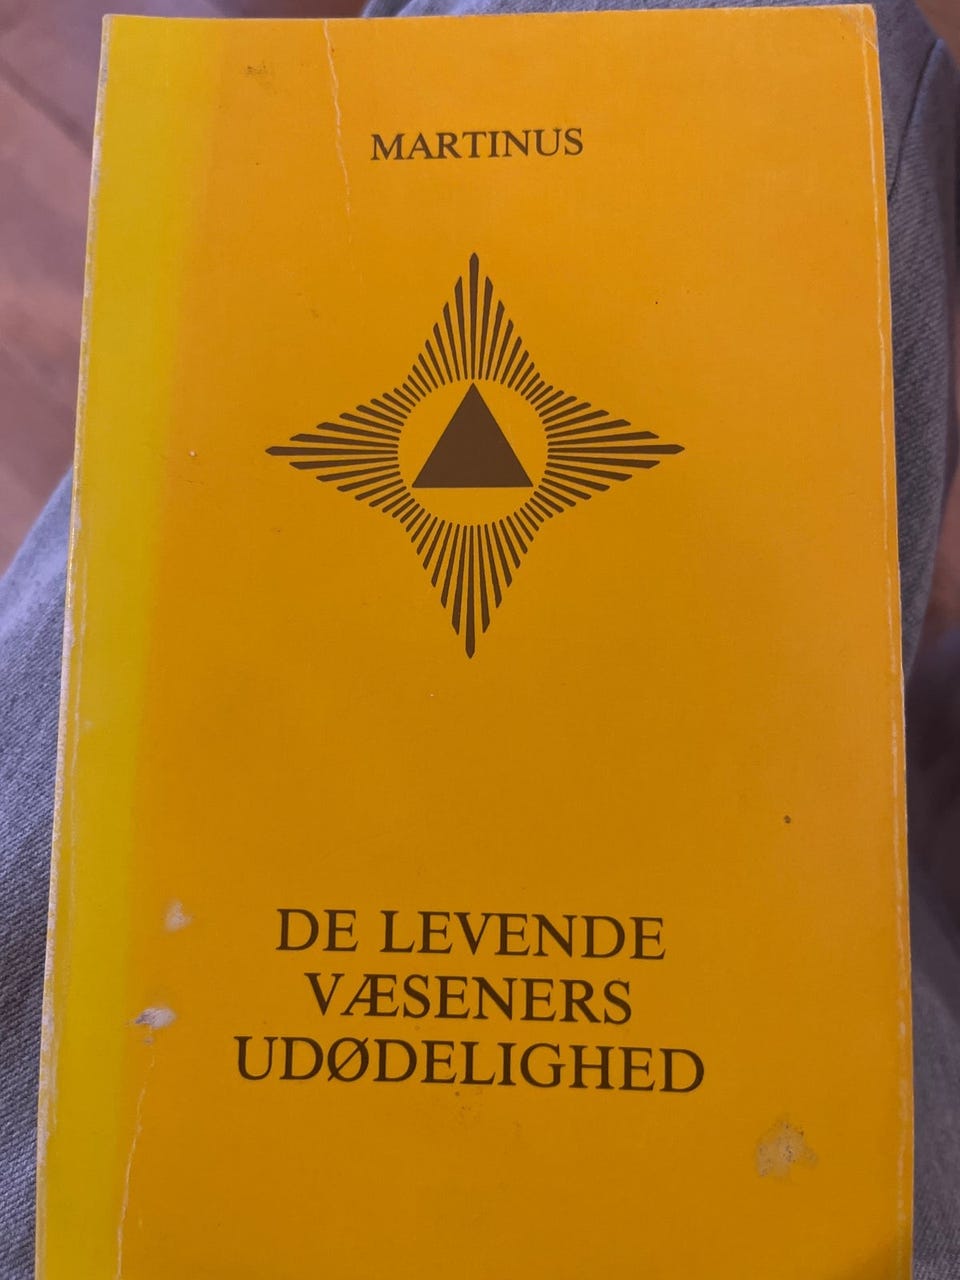 MARTINUS
DE LEVENDE
VÆSENERS
UDØDELIGHED